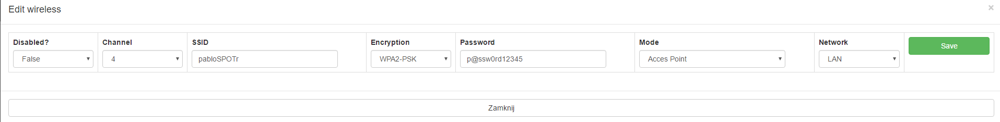 Edit wireless ×
Disabled? Channel SSID Encryption Password Mode Network Save
False 4 pabloSPOTr WPA2-PSK p@ssw0rd12345 Acces Point LAN
Zamknij